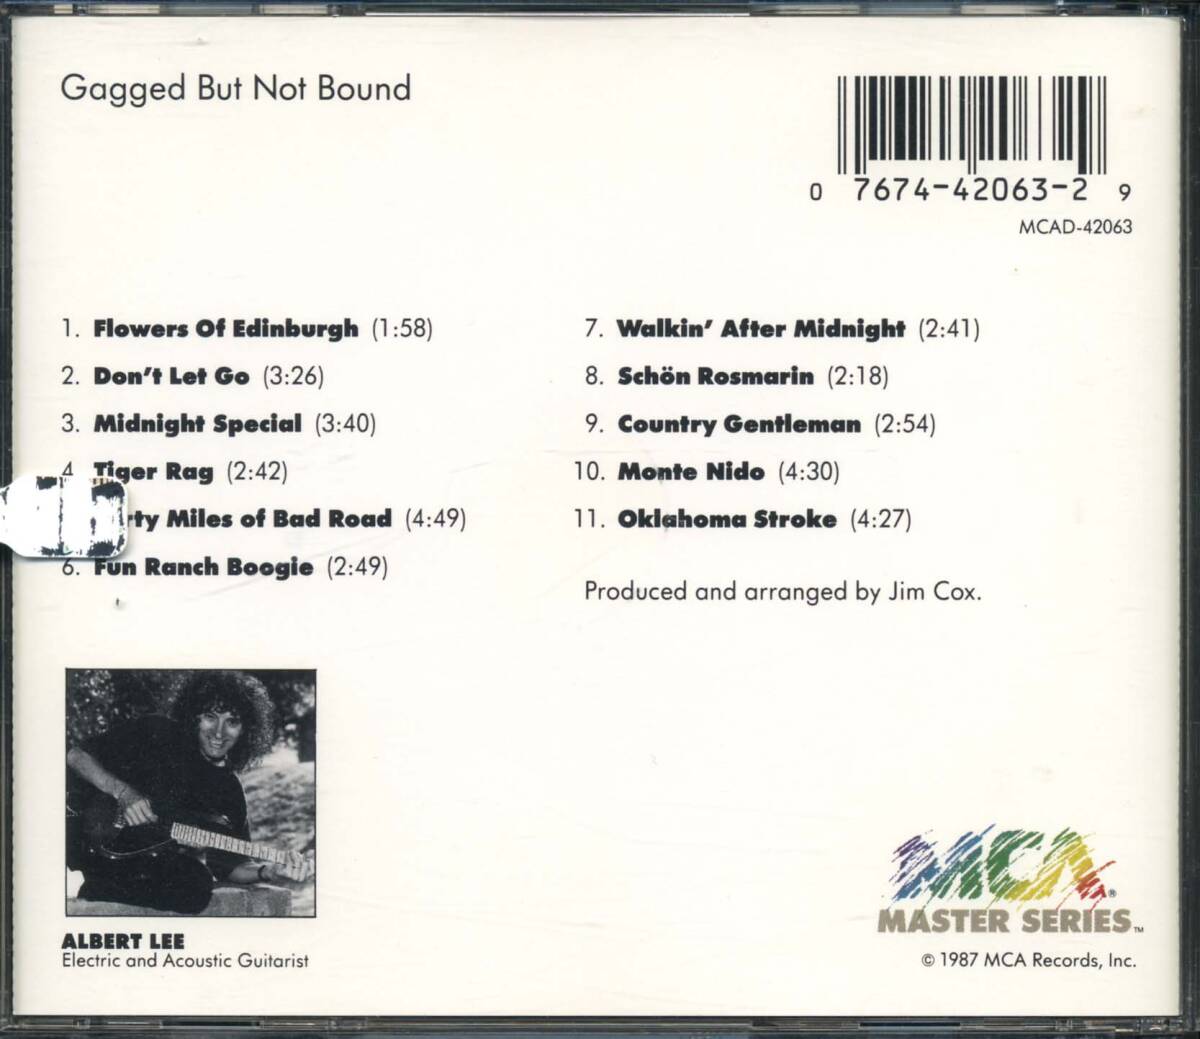 Gagged But Not Bound
0 7674-42063-2 9
MCAD-42063
1. Flowers Of Edinburgh (1:58)
2. Don't Let Go (3:26)
3. Midnight Special (3:40)
4 Tiger Rag (2:42)
Miles of Bad Road (4:49)
6. Fun Ranch Boogie (2:49)
7. Walkin' After Midnight (2:41)
8. Schön Rosmarin (2:18)
9. Country Gentleman (2:54)
10. Monte Nido (4:30)
11. Oklahoma Stroke (4:27)
Produced and arranged by Jim Cox.
ALBERT LEE
Electric and Acoustic Guitarist
MCA®
MASTER SERIES™
© 1987 MCA Records, Inc.